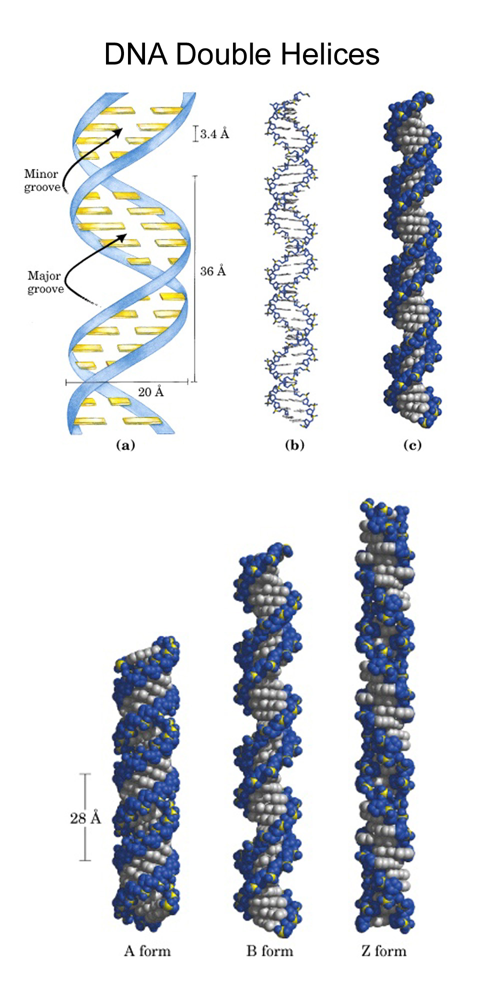 DNA Double Helices
3.4 Å
Minor
groove
Major
groove
36 Å
20 Å
(a)
(b)
(c)
28 Å
A form
B form
Z form